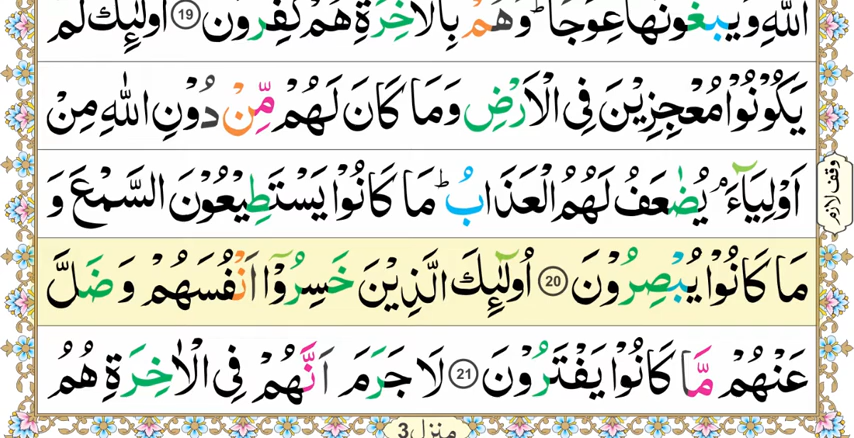 اللّٰهِ وَيَبْغُوْنَهَا عِوَجًا ؕ وَهُمْ بِالْاٰخِرَةِ هُمْ كٰفِرُوْنَ ⑲ اُولٰٓئِكَ لَمْ
يَكُوْنُوْا مُعْجِزِيْنَ فِى الْاَرْضِ وَمَا كَانَ لَهُمْ مِّنْ دُوْنِ اللّٰهِ مِنْ
اَوْلِيَآءَ ۘ يُضٰعَفُ لَهُمُ الْعَذَابُ ؕ مَا كَانُوْا يَسْتَطِيْعُوْنَ السَّمْعَ وَ
وقف لازم
مَا كَانُوْا يُبْصِرُوْنَ ⑳ اُولٰٓئِكَ الَّذِيْنَ خَسِرُوْۤا اَنْفُسَهُمْ وَضَلَّ
عَنْهُمْ مَّا كَانُوْا يَفْتَرُوْنَ ㉑ لَا جَرَمَ اَنَّهُمْ فِى الْاٰخِرَةِ هُمُ
منزل 3